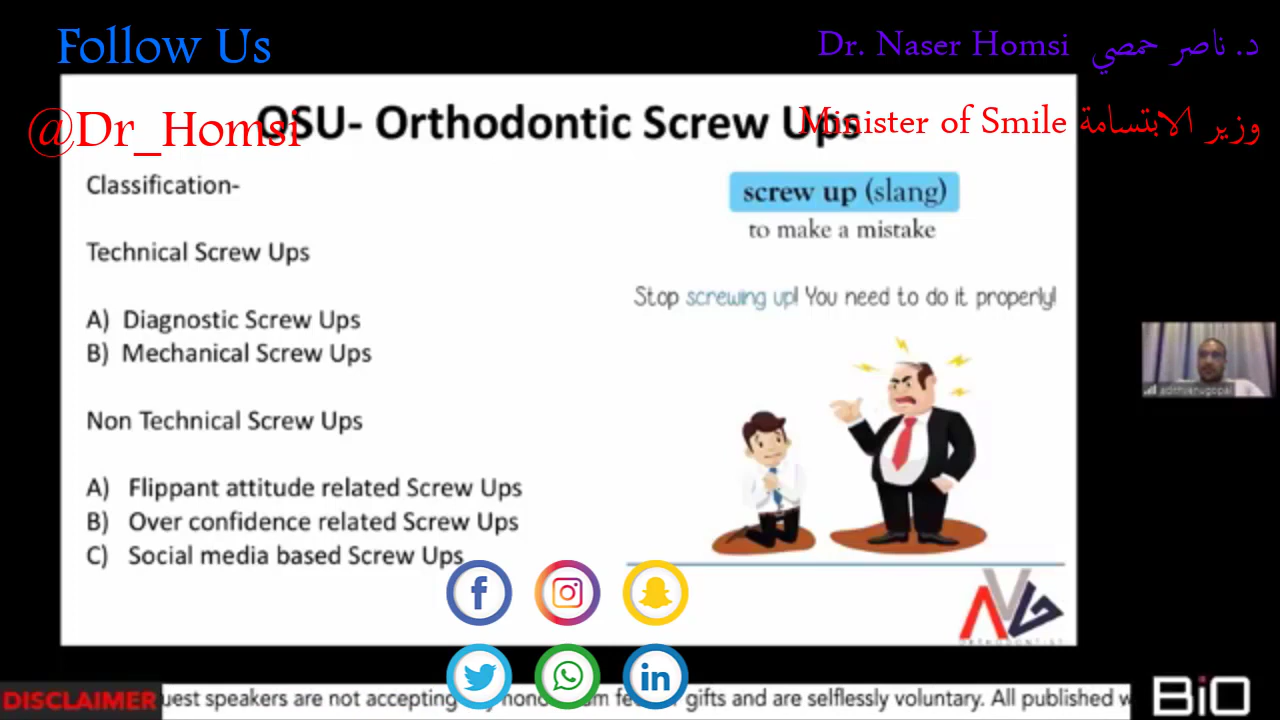 Follow Us
Dr. Naser Homsi د. ناصر حمصي
@Dr_Homsi
OSU- Orthodontic Screw Ups
Minister of Smile وزير الابتسامة
Classification-
screw up (slang)
to make a mistake
Technical Screw Ups
Stop screwing up! You need to do it properly!
A) Diagnostic Screw Ups
B) Mechanical Screw Ups
Non Technical Screw Ups
A) Flippant attitude related Screw Ups
B) Over confidence related Screw Ups
C) Social media based Screw Ups
AVG
ORTHODONTIST
DISCLAIMER uest speakers are not accepting gifts and are selflessly voluntary. All published w
BiO